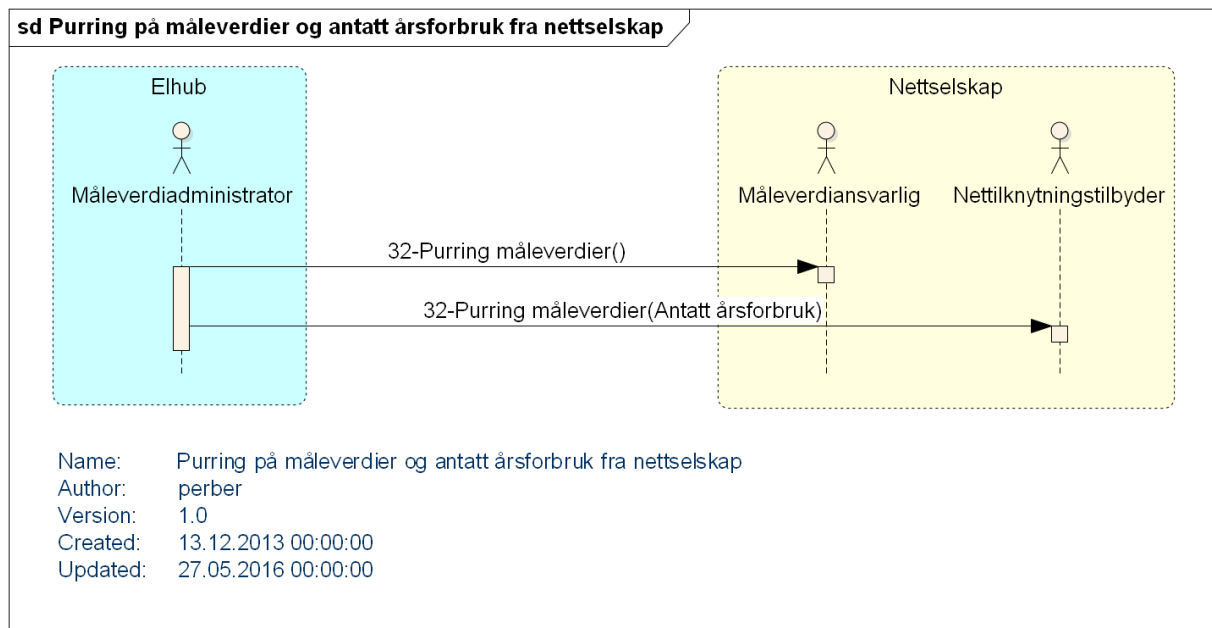 sd Purring på måleverdier og antatt årsforbruk fra nettselskap
Elhub
Nettselskap
Måleverdiadministrator
Måleverdiansvarlig
Nettilknytningstilbyder
32-Purring måleverdier()
32-Purring måleverdier(Antatt årsforbruk)
Name: Purring på måleverdier og antatt årsforbruk fra nettselskap
Author: perber
Version: 1.0
Created: 13.12.2013 00:00:00
Updated: 27.05.2016 00:00:00